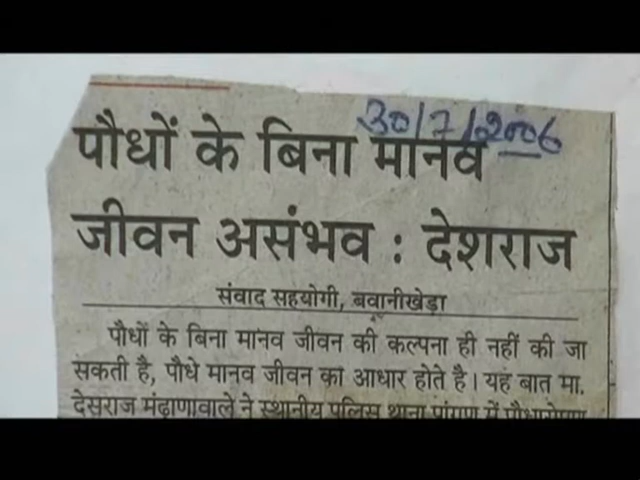 30/7/2006
पौधों के बिना मानव
जीवन असंभव : देशराज
संवाद सहयोगी, बवानीखेड़ा
पौधों के बिना मानव जीवन की कल्पना ही नहीं की जा
सकती है, पौधे मानव जीवन का आधार होते है। यह बात मा.
देसराज मंढ़ाणावाले ने स्थानीय पुलिस थाना प्रांगण में पौधारोपण